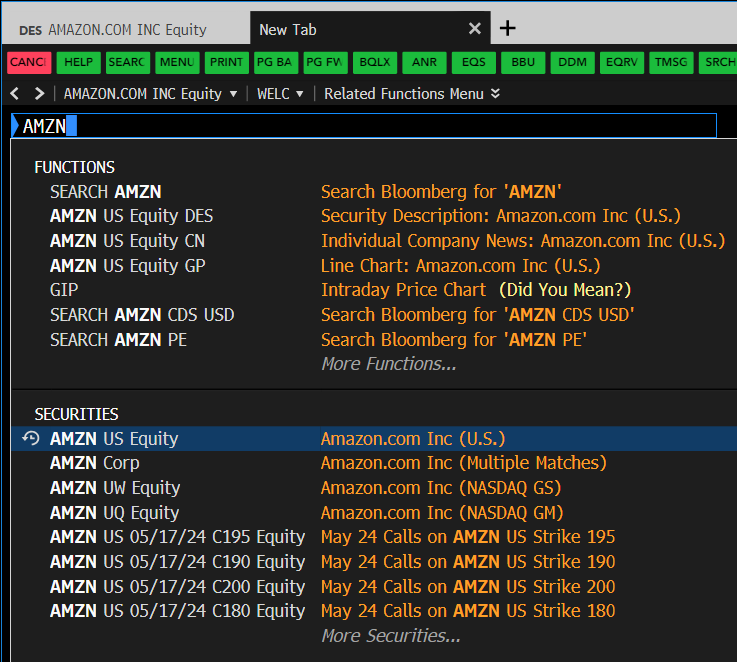 DES AMAZON.COM INC Equity New Tab
CANCI HELP SEARC MENU PRINT PG BA PG FW BQLX ANR EQS BBU DDM EQRV TMSG SRCH
AMAZON.COM INC Equity WELC Related Functions Menu
AMZN
FUNCTIONS
SEARCH AMZN Search Bloomberg for 'AMZN'
AMZN US Equity DES Security Description: Amazon.com Inc (U.S.)
AMZN US Equity CN Individual Company News: Amazon.com Inc (U.S.)
AMZN US Equity GP Line Chart: Amazon.com Inc (U.S.)
GIP Intraday Price Chart (Did You Mean?)
SEARCH AMZN CDS USD Search Bloomberg for 'AMZN CDS USD'
SEARCH AMZN PE Search Bloomberg for 'AMZN PE'
More Functions...
SECURITIES
AMZN US Equity Amazon.com Inc (U.S.)
AMZN Corp Amazon.com Inc (Multiple Matches)
AMZN UW Equity Amazon.com Inc (NASDAQ GS)
AMZN UQ Equity Amazon.com Inc (NASDAQ GM)
AMZN US 05/17/24 C195 Equity May 24 Calls on AMZN US Strike 195
AMZN US 05/17/24 C190 Equity May 24 Calls on AMZN US Strike 190
AMZN US 05/17/24 C200 Equity May 24 Calls on AMZN US Strike 200
AMZN US 05/17/24 C180 Equity May 24 Calls on AMZN US Strike 180
More Securities...